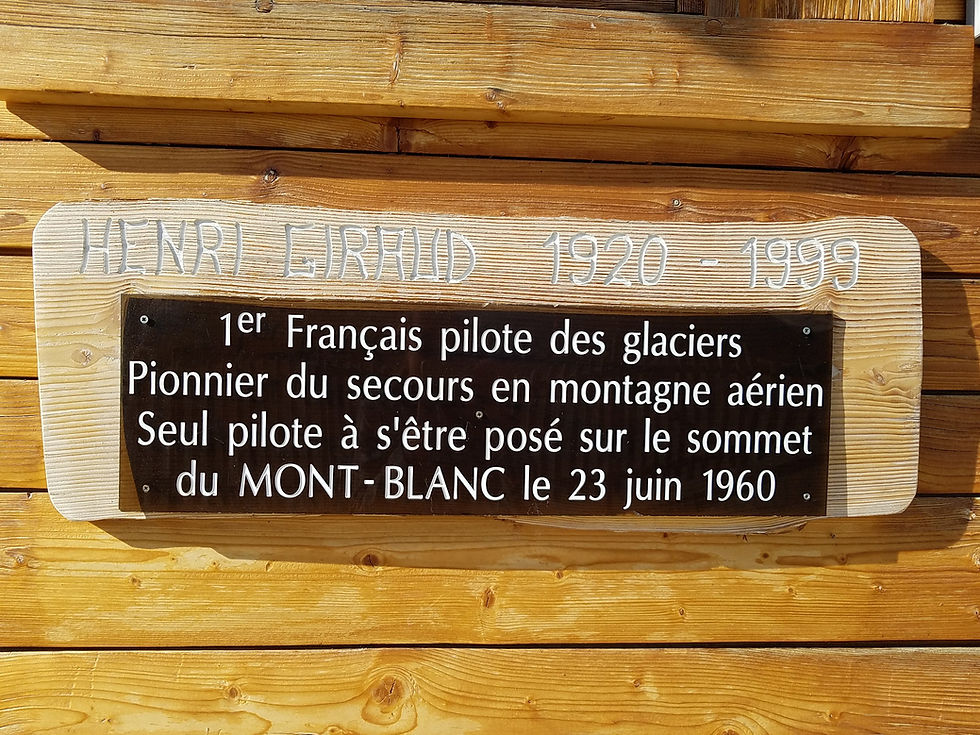 HENRI GIRAUD 1920 - 1999
1er Français pilote des glaciers
Pionnier du secours en montagne aérien
Seul pilote à s'être posé sur le sommet
du MONT-BLANC le 23 juin 1960